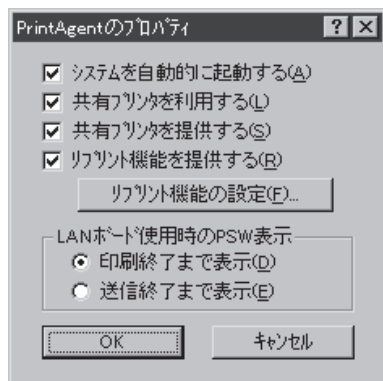 PrintAgentのﾌﾟﾛﾊﾟﾃｨ
システムを自動的に起動する(A)
共有ﾌﾟﾘﾝﾀを利用する(L)
共有ﾌﾟﾘﾝﾀを提供する(S)
ﾘﾌﾟﾘﾝﾄ機能を提供する(R)
ﾘﾌﾟﾘﾝﾄ機能の設定(F)...
LANﾎﾞｰﾄﾞ使用時のPSW表示
印刷終了まで表示(D)
送信終了まで表示(E)
OK
ｷｬﾝｾﾙ